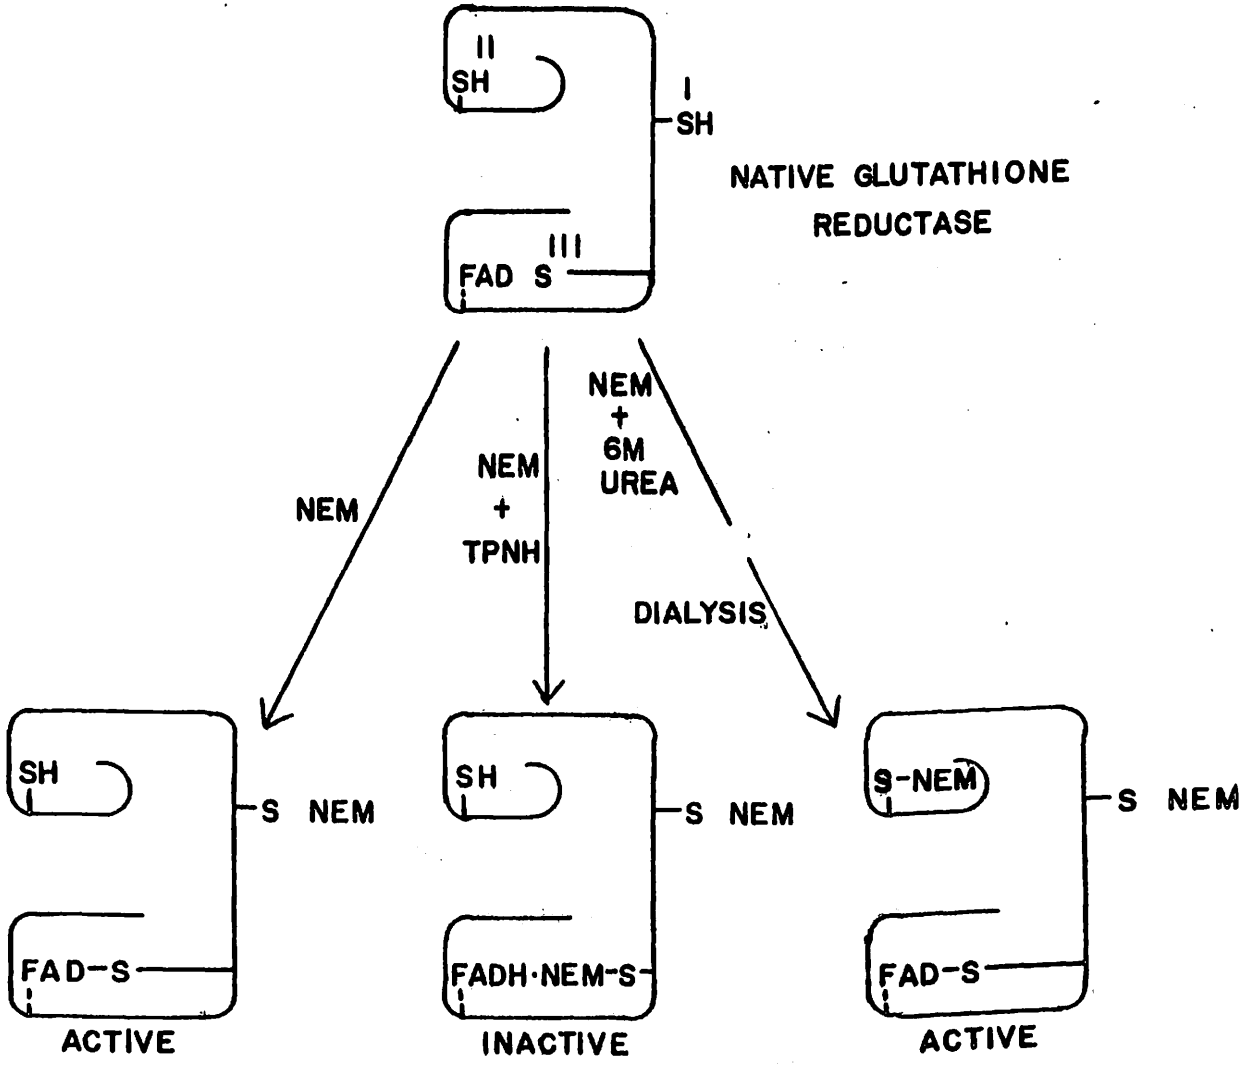 II
SH
I
SH
NATIVE GLUTATHIONE
REDUCTASE
III
FAD S
NEM
NEM
+
TPNH
NEM
+
6M
UREA
DIALYSIS
SH
S NEM
FAD-S
ACTIVE
SH
S NEM
FADH·NEM-S
INACTIVE
S-NEM
S NEM
FAD-S
ACTIVE